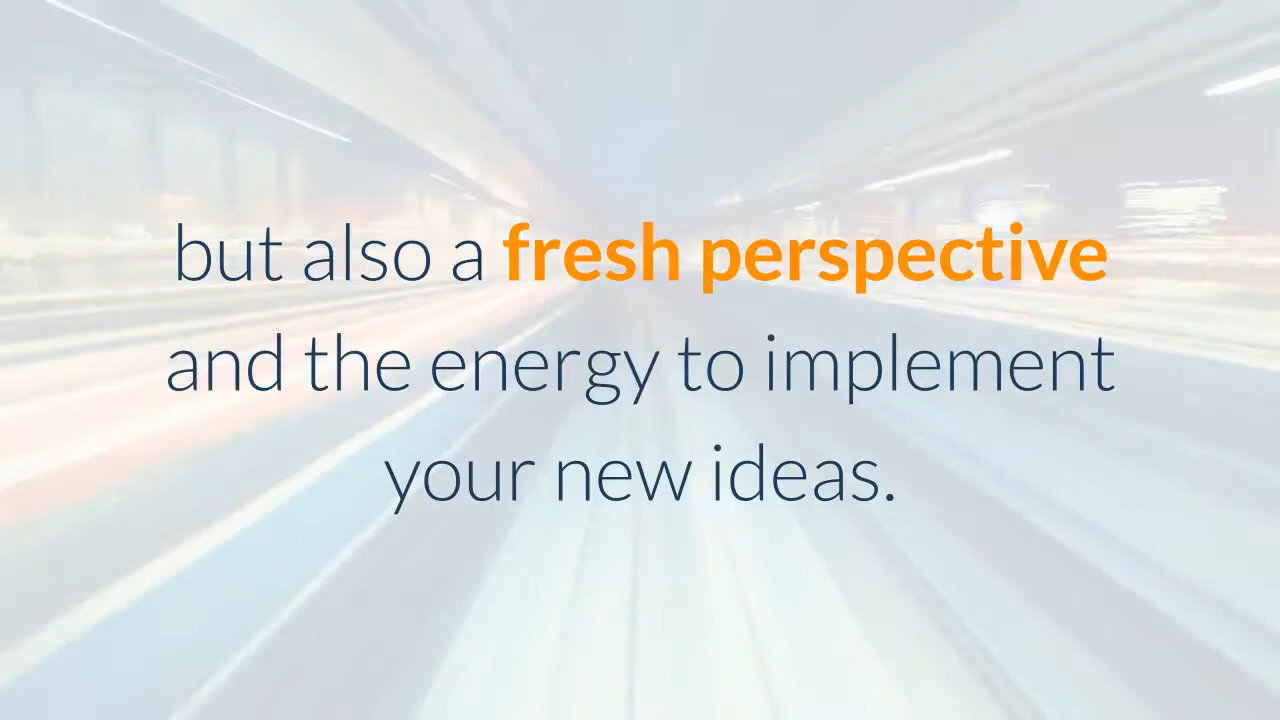 but also a fresh perspective
and the energy to implement
your new ideas.